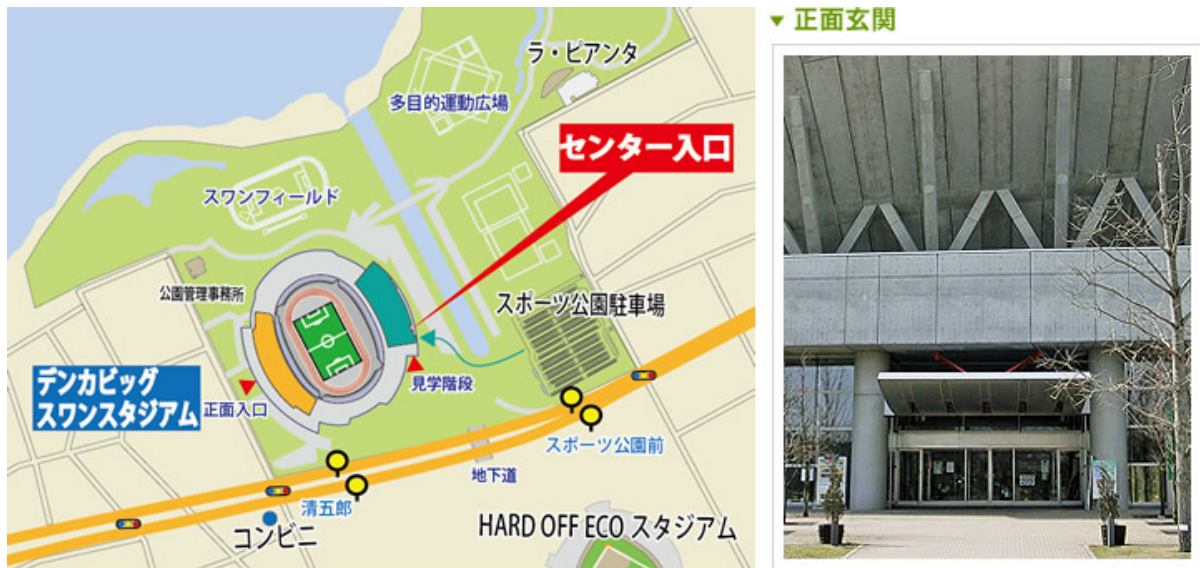 ラ・ビアンタ
多目的運動広場
センター入口
スワンフィールド
公園管理事務所
スポーツ公園駐車場
デンカビッグ
スワンスタジアム
正面入口
見学階段
スポーツ公園前
地下道
清五郎
コンビニ
HARD OFF ECO スタジアム
▼ 正面玄関